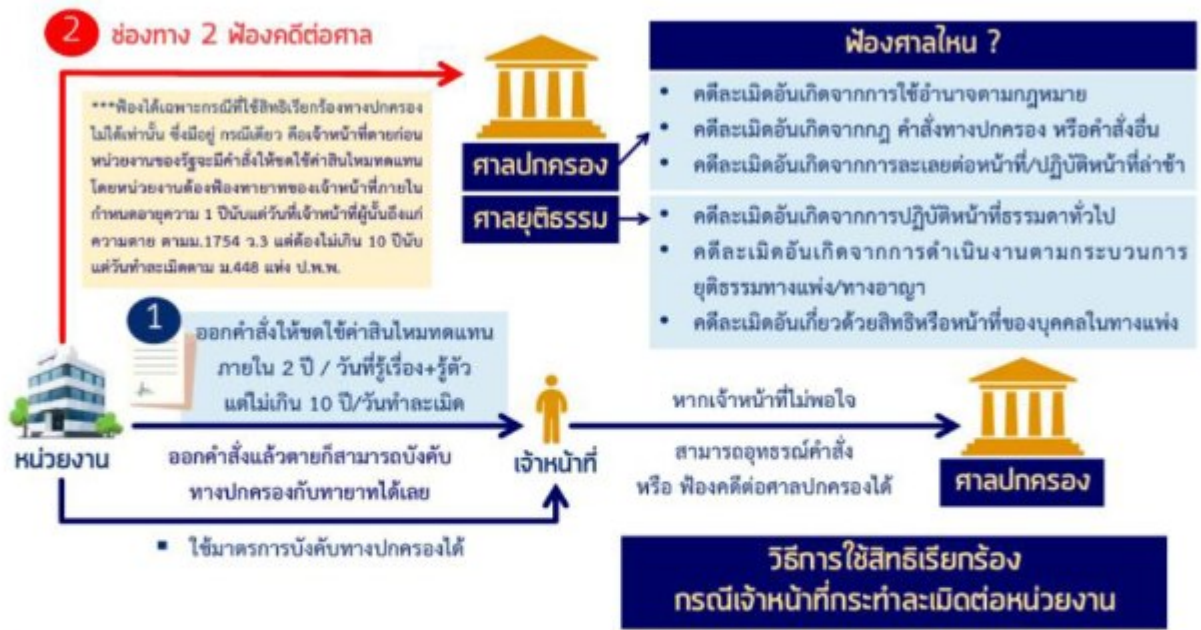 2 ช่องทาง 2 ฟ้องคดีต่อศาล
***ฟ้องได้เฉพาะกรณีที่ใช้สิทธิเรียกร้องทางปกครอง
ไม่ได้เท่านั้น ซึ่งมีอยู่ กรณีเดียว คือเจ้าหน้าที่ตายก่อน
หน่วยงานของรัฐจะมีคำสั่งให้ชดใช้ค่าสินไหมทดแทน
โดยหน่วยงานต้องฟ้องทายาทของเจ้าหน้าที่ภายใน
กำหนดอายุความ 1 ปีนับแต่วันที่เจ้าหน้าที่ผู้นั้นถึงแก่
ความตาย ตามม.1754 ว.3 แต่ต้องไม่เกิน 10 ปีนับ
แต่วันทำละเมิดตาม ม.448 แห่ง ป.พ.พ.
ศาลปกครอง
ศาลยุติธรรม
ฟ้องศาลไหน ?
• คดีละเมิดอันเกิดจากการใช้อำนาจตามกฎหมาย
• คดีละเมิดอันเกิดจากกฎ คำสั่งทางปกครอง หรือคำสั่งอื่น
• คดีละเมิดอันเกิดจากการละเลยต่อหน้าที่/ปฏิบัติหน้าที่ล่าช้า
• คดีละเมิดอันเกิดจากการปฏิบัติหน้าที่ธรรมดาทั่วไป
• คดีละเมิดอันเกิดจากการดำเนินงานตามกระบวนการ
ยุติธรรมทางแพ่ง/ทางอาญา
• คดีละเมิดอันเกี่ยวด้วยสิทธิหรือหน้าที่ของบุคคลในทางแพ่ง
1 ออกคำสั่งให้ชดใช้ค่าสินไหมทดแทน
ภายใน 2 ปี / วันที่รู้เรื่อง+รู้ตัว
แต่ไม่เกิน 10 ปี/วันทำละเมิด
หน่วยงาน
ออกคำสั่งแล้วตายก็สามารถบังคับ
ทางปกครองกับทายาทได้เลย
เจ้าหน้าที่
▪ ใช้มาตรการบังคับทางปกครองได้
หากเจ้าหน้าที่ไม่พอใจ
สามารถอุทธรณ์คำสั่ง
หรือ ฟ้องคดีต่อศาลปกครองได้
ศาลปกครอง
วิธีการใช้สิทธิเรียกร้อง
กรณีเจ้าหน้าที่กระทำละเมิดต่อหน่วยงาน